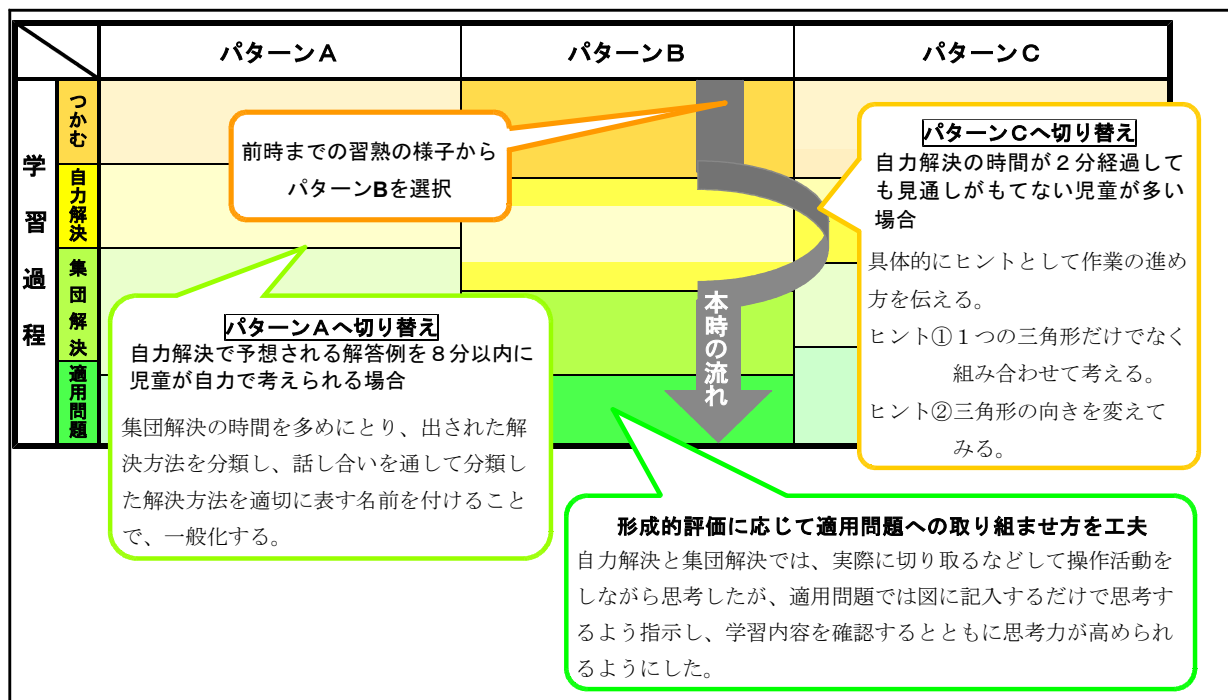 パターンA
パターンB
パターンC
学習過程
つかむ
自力解決
集団解決
適用問題
前時までの習熟の様子から
パターンBを選択
パターンCへ切り替え
自力解決の時間が２分経過して
も見通しがもてない児童が多い
場合
具体的にヒントとして作業の進め
方を伝える。
ヒント①１つの三角形だけでなく
組み合わせて考える。
ヒント②三角形の向きを変えて
みる。
本時の流れ
パターンAへ切り替え
自力解決で予想される解答例を８分以内に
児童が自力で考えられる場合
集団解決の時間を多めにとり、出された解
決方法を分類し、話し合いを通して分類し
た解決方法を適切に表す名前を付けること
で、一般化する。
形成的評価に応じて適用問題への取り組ませ方を工夫
自力解決と集団解決では、実際に切り取るなどして操作活動を
しながら思考したが、適用問題では図に記入するだけで思考す
るよう指示し、学習内容を確認するとともに思考力が高められ
るようにした。